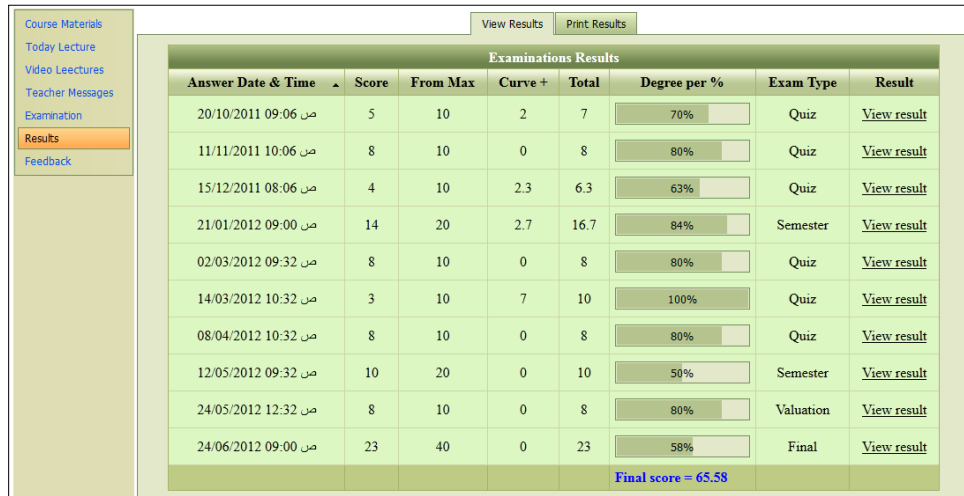 Course Materials
Today Lecture
Video Leectures
Teacher Messages
Examination
Results
Feedback
View Results Print Results
Examinations Results
Answer Date & Time Score From Max Curve + Total Degree per % Exam Type Result
20/10/2011 09:06 ص 5 10 2 7 70% Quiz View result
11/11/2011 10:06 ص 8 10 0 8 80% Quiz View result
15/12/2011 08:06 ص 4 10 2.3 6.3 63% Quiz View result
21/01/2012 09:00 ص 14 20 2.7 16.7 84% Semester View result
02/03/2012 09:32 ص 8 10 0 8 80% Quiz View result
14/03/2012 10:32 ص 3 10 7 10 100% Quiz View result
08/04/2012 10:32 ص 8 10 0 8 80% Quiz View result
12/05/2012 09:32 ص 10 20 0 10 50% Semester View result
24/05/2012 12:32 ص 8 10 0 8 80% Valuation View result
24/06/2012 09:00 ص 23 40 0 23 58% Final View result
Final score = 65.58